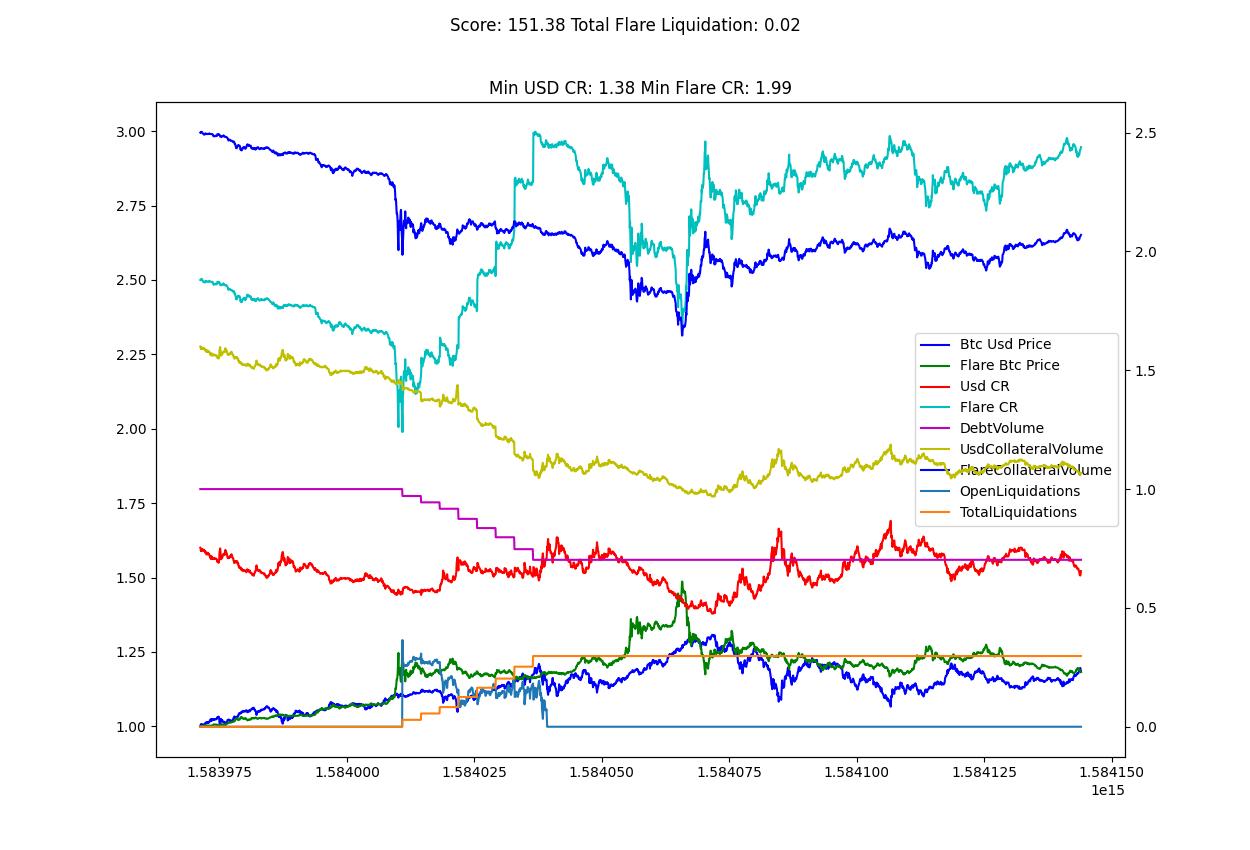 Score: 151.38 Total Flare Liquidation: 0.02
Min USD CR: 1.38 Min Flare CR: 1.99
3.00
2.75
2.50
2.25
2.00
1.75
1.50
1.25
1.00
2.5
2.0
1.5
1.0
0.5
0.0
Btc Usd Price
Flare Btc Price
Usd CR
Flare CR
DebtVolume
UsdCollateralVolume
FlareCollateralVolume
OpenLiquidations
TotalLiquidations
1.583975 1.584000 1.584025 1.584050 1.584075 1.584100 1.584125 1.584150
1e15